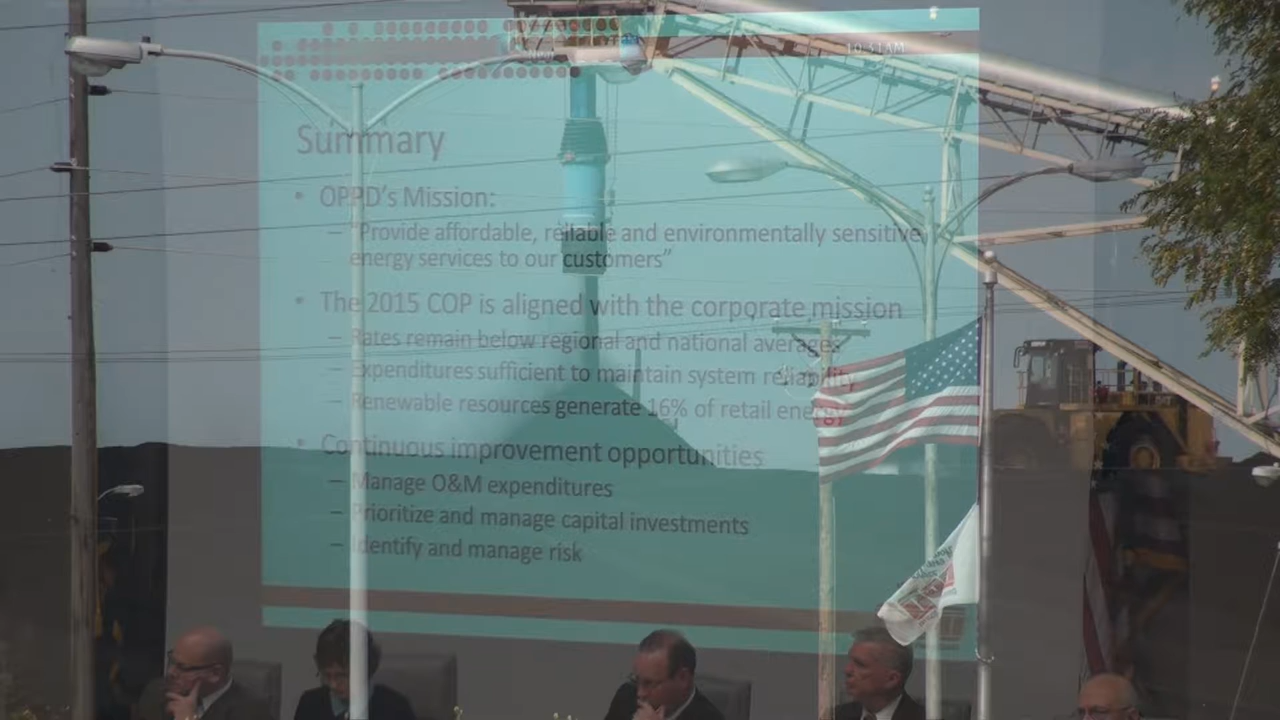 10:31AM
Summary
• OPPD's Mission:
– "Provide affordable, reliable and environmentally sensitive
energy services to our customers"
• The 2015 COP is aligned with the corporate mission
– Rates remain below regional and national averages
– Expenditures sufficient to maintain system reliability
– Renewable resources generate 16% of retail energy
• Continuous improvement opportunities
– Manage O&M expenditures
– Prioritize and manage capital investments
– Identify and manage risk